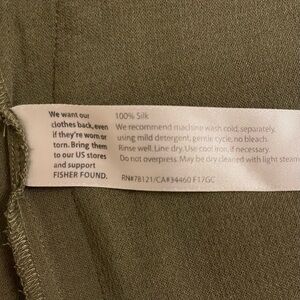 We want our
clothes back, even
if they're worn or
torn. Bring them
to our US stores
and support
FISHER FOUND.
100% Silk
We recommend machine wash cold, separately,
using mild detergent, gentle cycle, no bleach.
Rinse well. Line dry. Use cool iron, if necessary.
Do not overpress. May be dry cleaned with light steam
RN#78121/CA#34460 F17GC